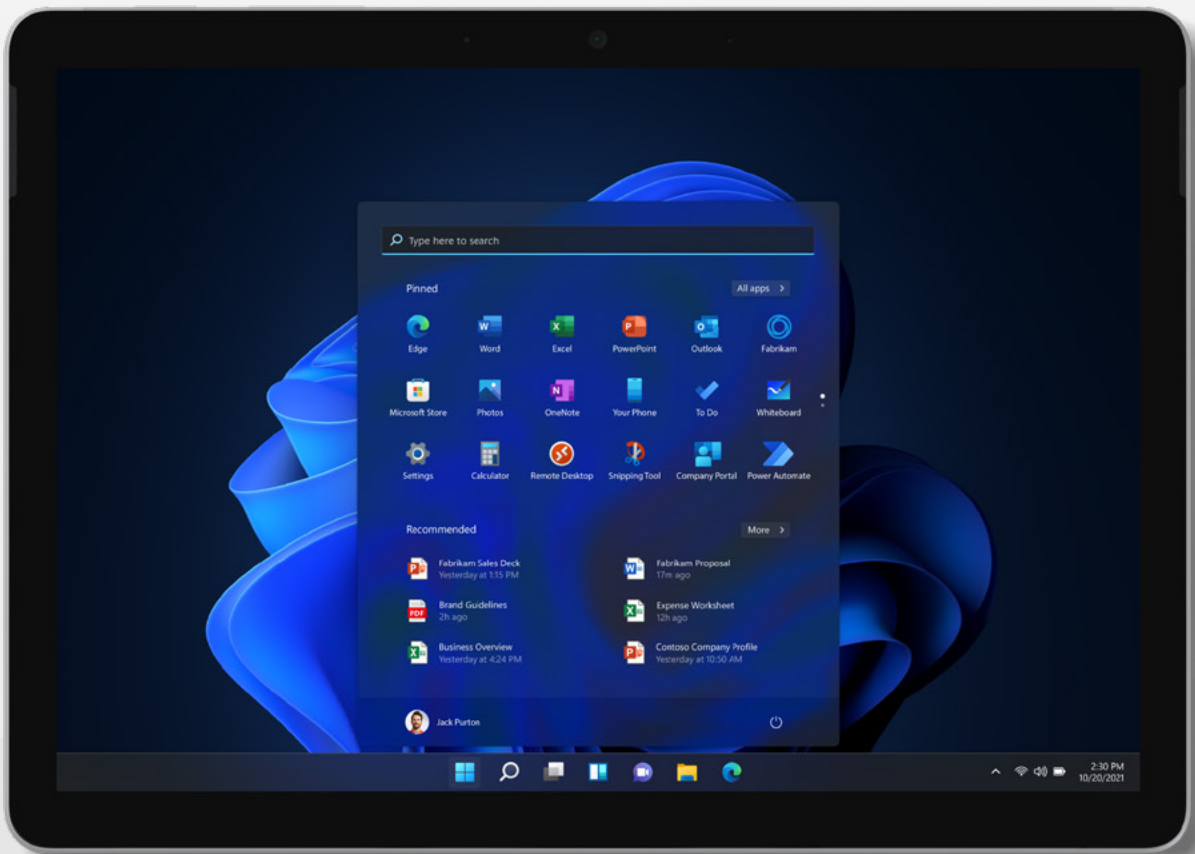 Type here to search
Pinned
All apps
Edge
Word
Excel
PowerPoint
Outlook
Fabrikam
Microsoft Store
Photos
OneNote
Your Phone
To Do
Whiteboard
Settings
Calculator
Remote Desktop
Snipping Tool
Company Portal
Power Automate
Recommended
More
Fabrikam Sales Deck
Yesterday at 1:15 PM
Fabrikam Proposal
17m ago
PDF
Brand Guidelines
2h ago
Expense Worksheet
12h ago
Business Overview
Yesterday at 4:24 PM
Contoso Company Profile
Yesterday at 10:50 AM
Jack Purton
2:30 PM
10/20/2021